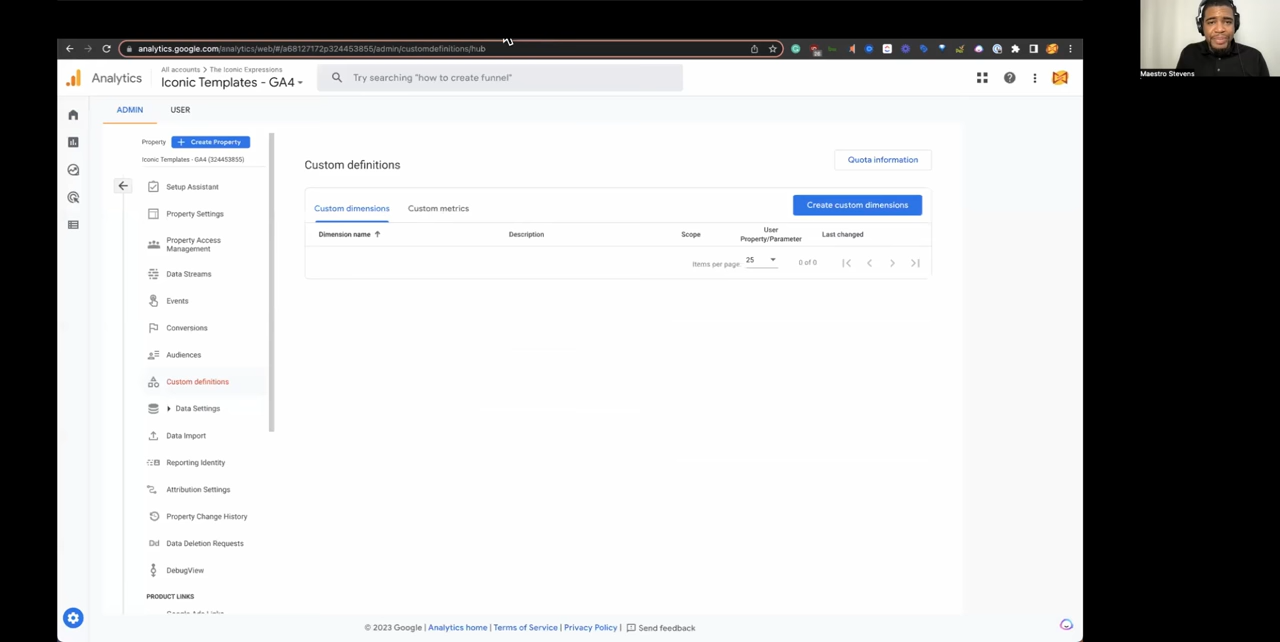 analytics.google.com/analytics/web/#/a68127172p324453855/admin/customdefinitions/hub
Maestro Stevens
Analytics
All accounts > The Iconic Expressions
Iconic Templates - GA4
Try searching "how to create funnel"
ADMIN
USER
Property
+ Create Property
Iconic Templates - GA4 (324453855)
Setup Assistant
Property Settings
Property Access
Management
Data Streams
Events
Conversions
Audiences
Custom definitions
Data Settings
Data Import
Reporting Identity
Attribution Settings
Property Change History
Dd Data Deletion Requests
DebugView
PRODUCT LINKS
Google Ads Links
Custom definitions
Quota information
Custom dimensions
Custom metrics
Create custom dimensions
Dimension name
Description
Scope
User
Property/Parameter
Last changed
Items per page
25
0 of 0
© 2023 Google | Analytics home | Terms of Service | Privacy Policy | Send feedback